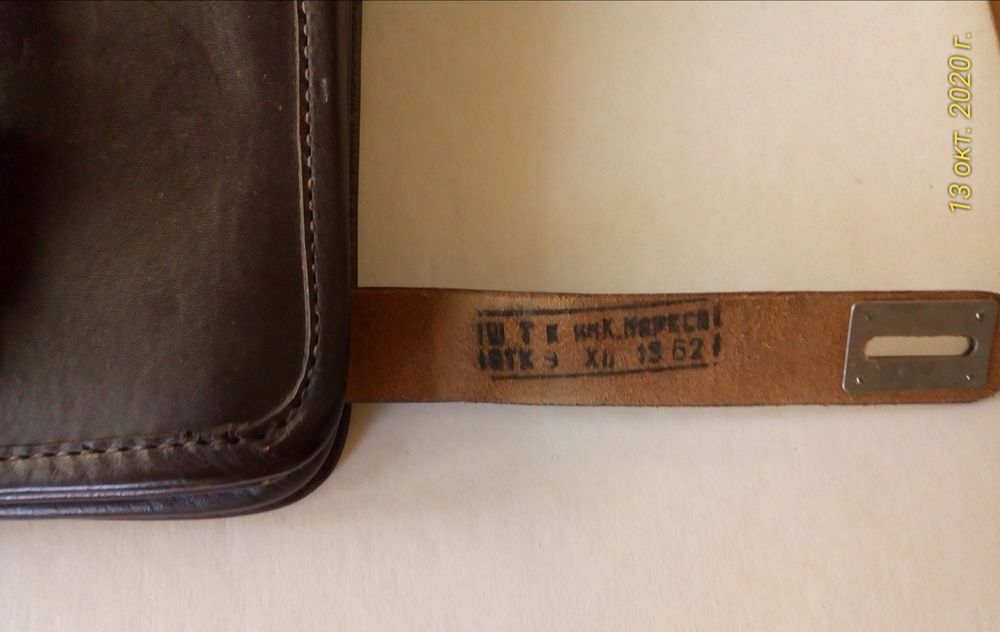 Ш Т К им К. МАРКСА
ОТК 9 XII 1962
13 окт. 2020 г.